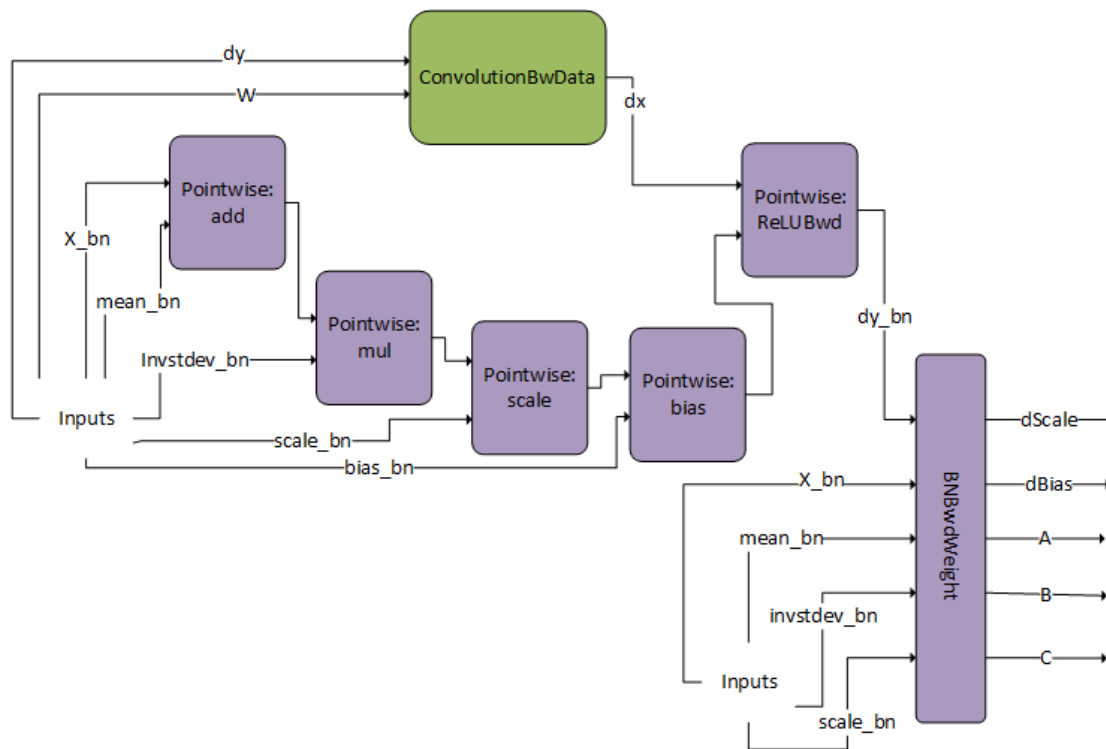 dy
ConvolutionBwData
W
dx
Pointwise:
add
Pointwise:
ReLUBwd
X_bn
mean_bn
Pointwise:
mul
Invstdev_bn
Pointwise:
scale
Pointwise:
bias
dy_bn
Inputs
scale_bn
bias_bn
dScale
X_bn
dBias
mean_bn
A
BNBwdWeight
invstdev_bn
B
Inputs
C
scale_bn